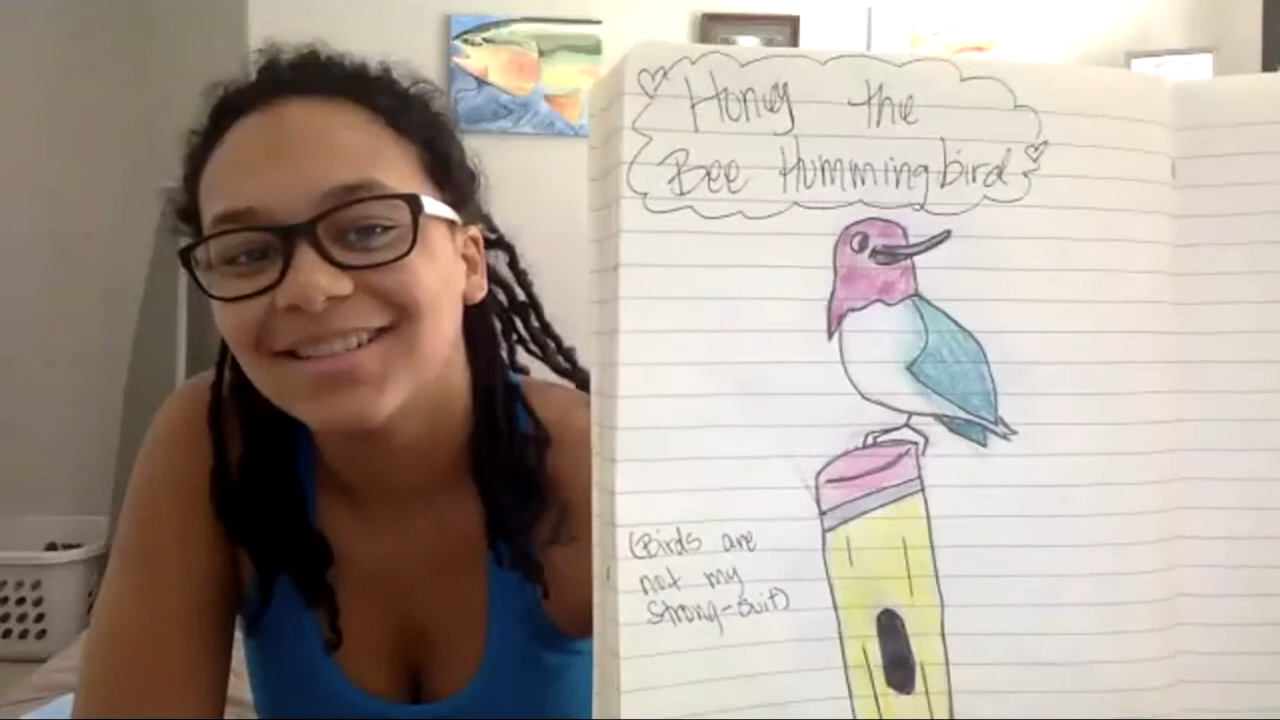 Honey the
Bee Hummingbird
(Birds are
not my
strong-suit)